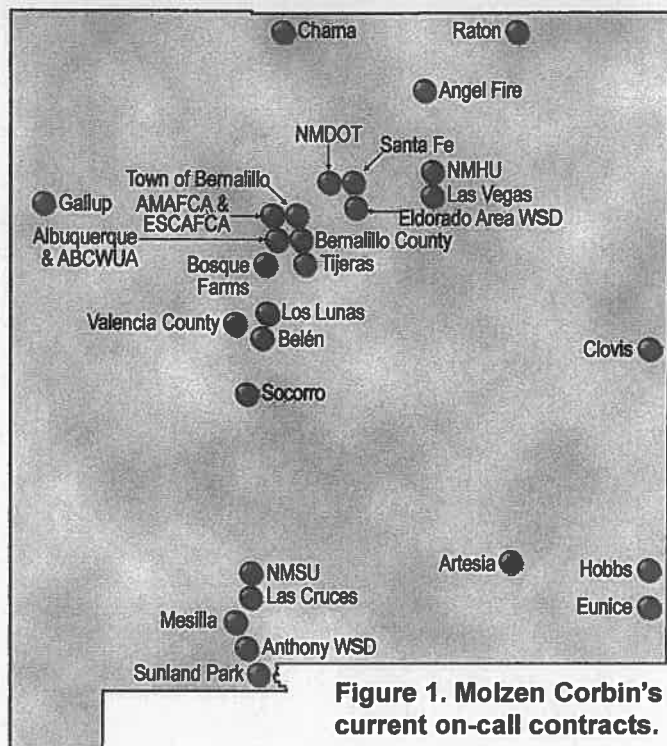 Chama
Raton
Angel Fire
NMDOT
Santa Fe
NMHU
Town of Bernalillo
Las Vegas
Gallup
AMAFCA &
ESCAFCA
Eldorado Area WSD
Albuquerque
& ABCWUA
Bernalillo County
Bosque
Farms
Tijeras
Los Lunas
Valencia County
Belén
Clovis
Socorro
Artesia
Hobbs
NMSU
Las Cruces
Eunice
Mesilla
Anthony WSD
Sunland Park
Figure 1. Molzen Corbin's
current on-call contracts.